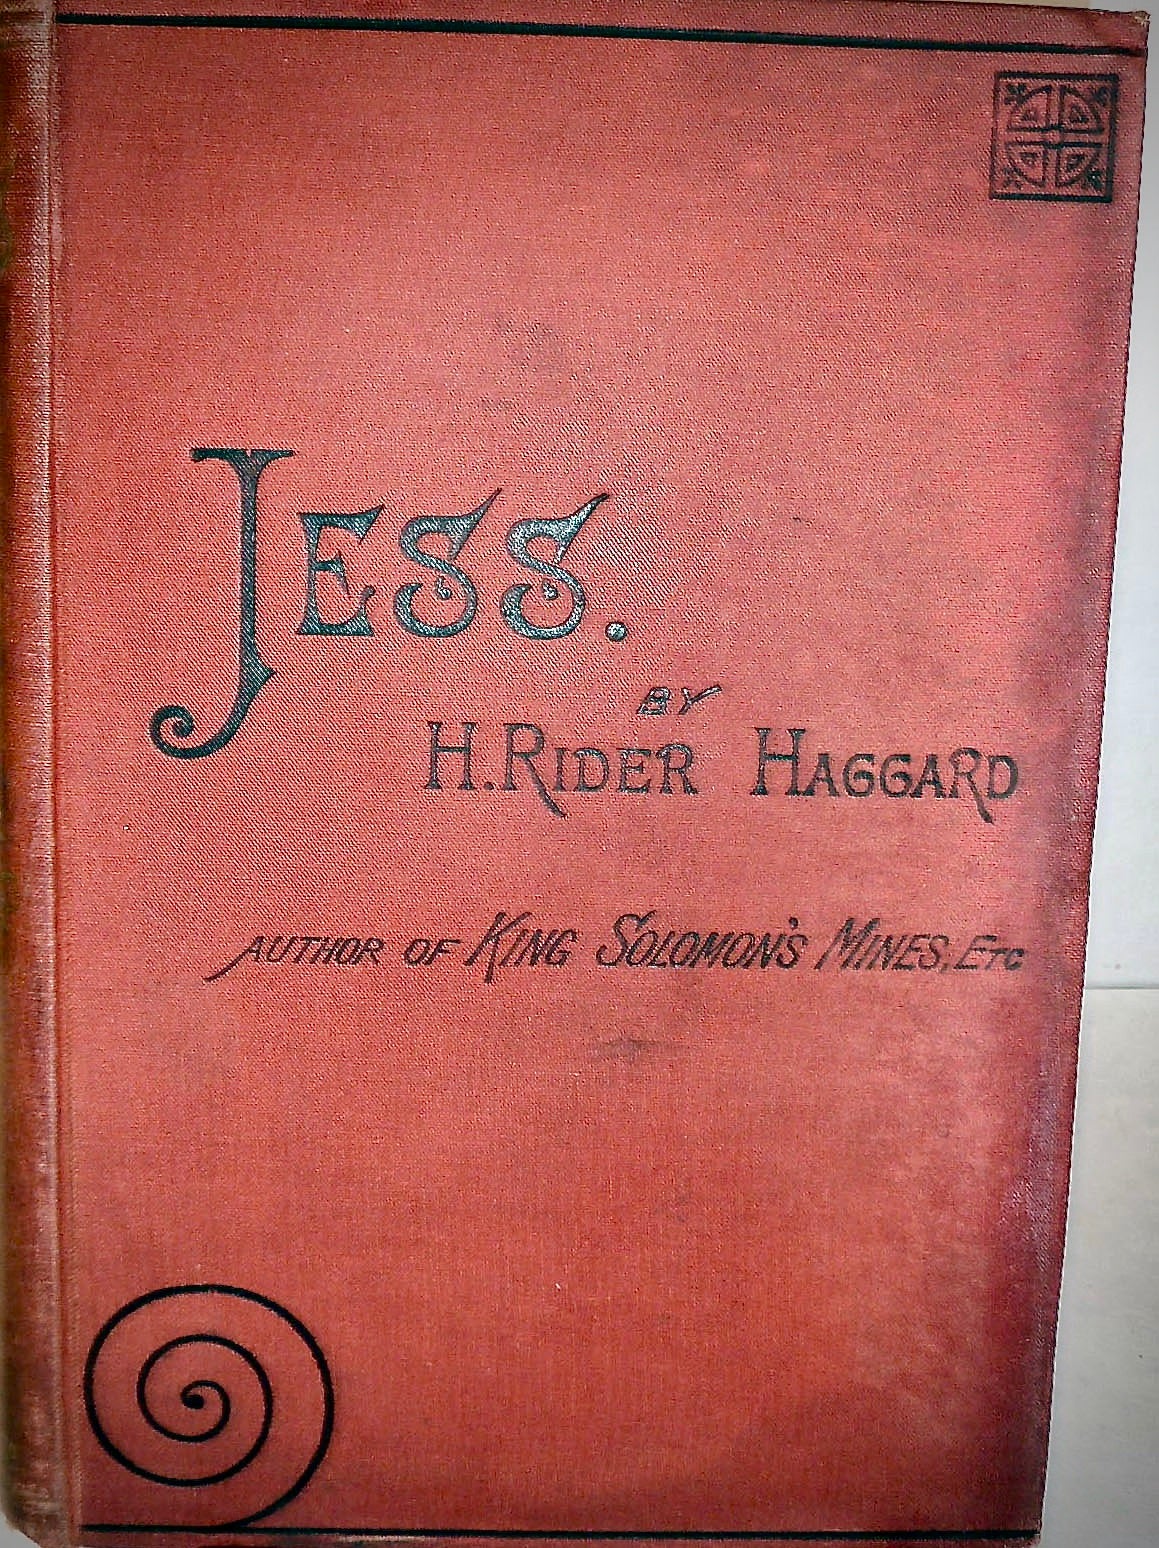 JESS.
BY
H. RIDER HAGGARD
AUTHOR OF KING SOLOMON'S MINES, ETC